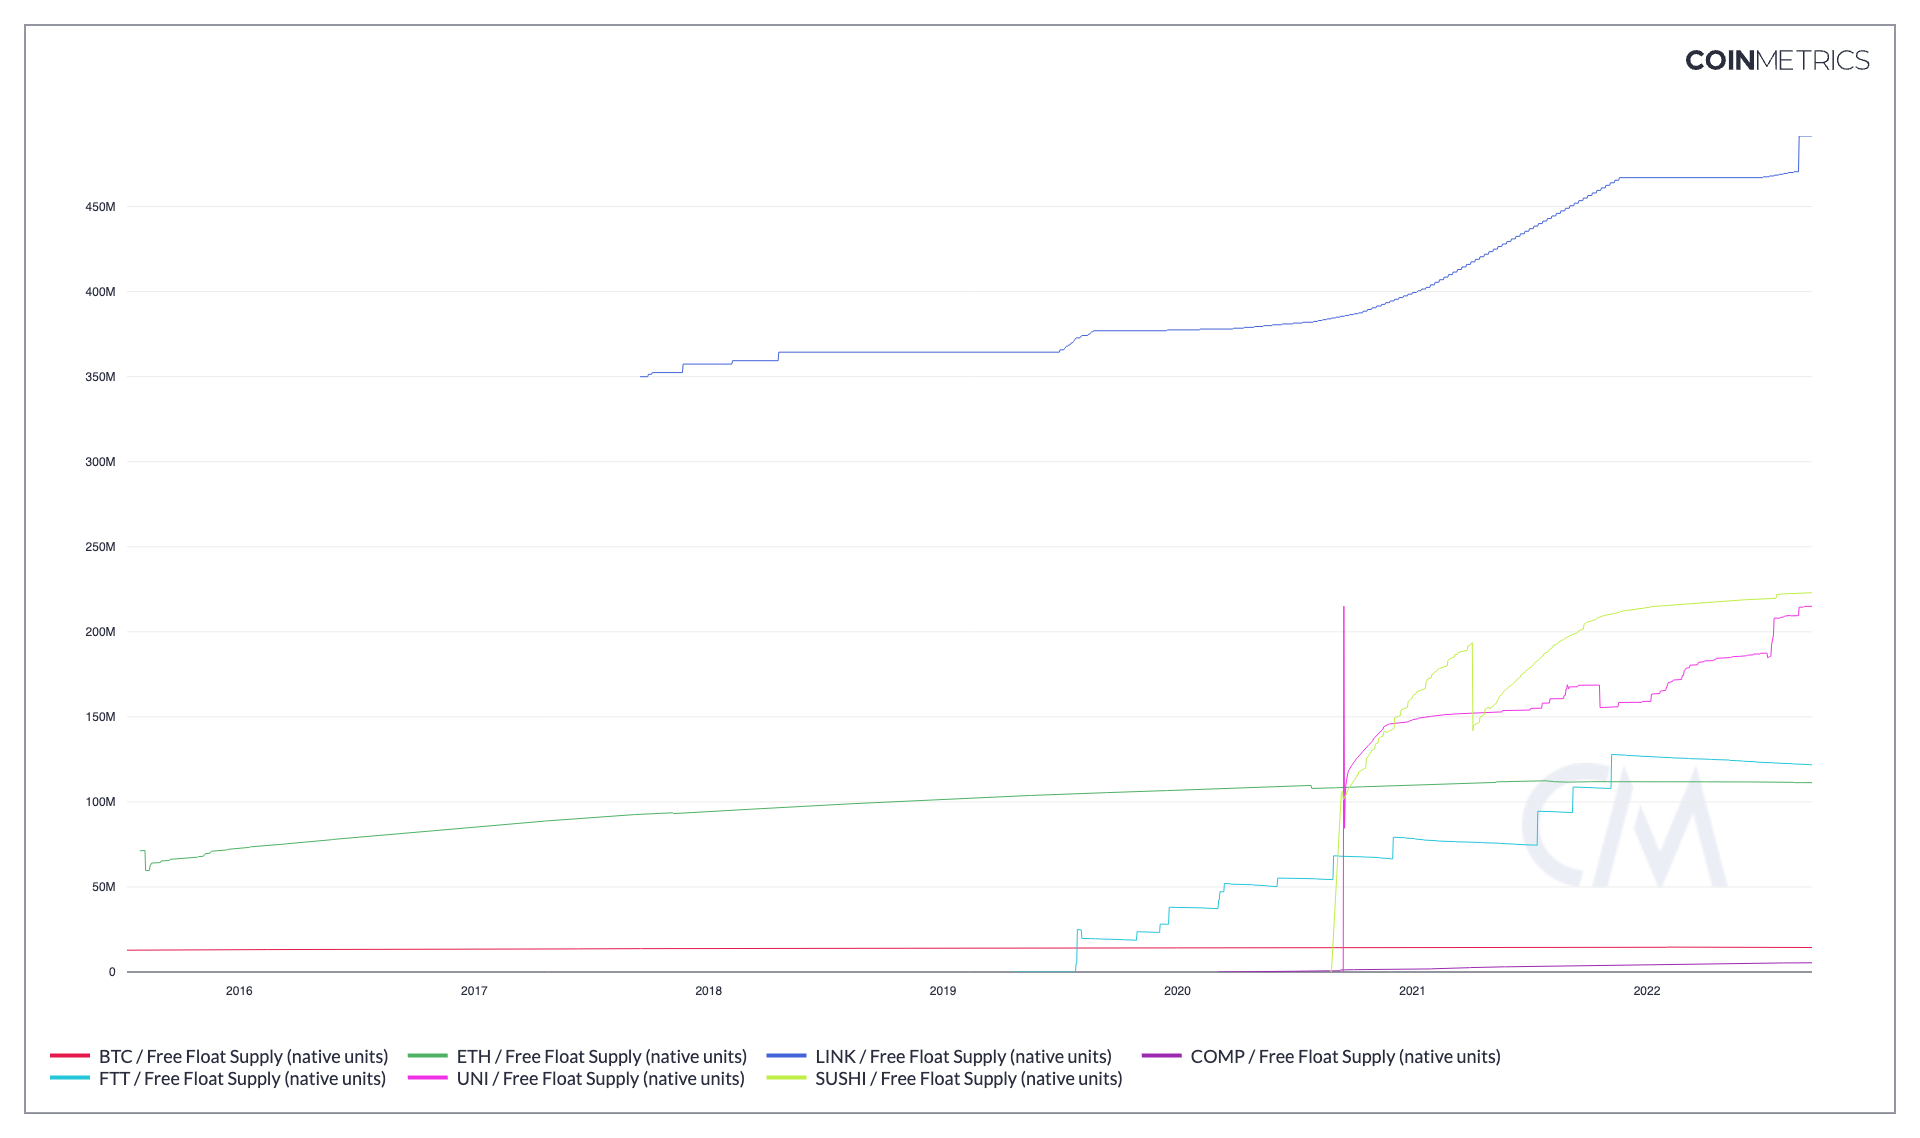 COINMETRICS
450M
400M
350M
300M
250M
200M
150M
100M
50M
0
2016 2017 2018 2019 2020 2021 2022
CM
BTC / Free Float Supply (native units) ETH / Free Float Supply (native units) LINK / Free Float Supply (native units) COMP / Free Float Supply (native units)
FTT / Free Float Supply (native units) UNI / Free Float Supply (native units) SUSHI / Free Float Supply (native units)